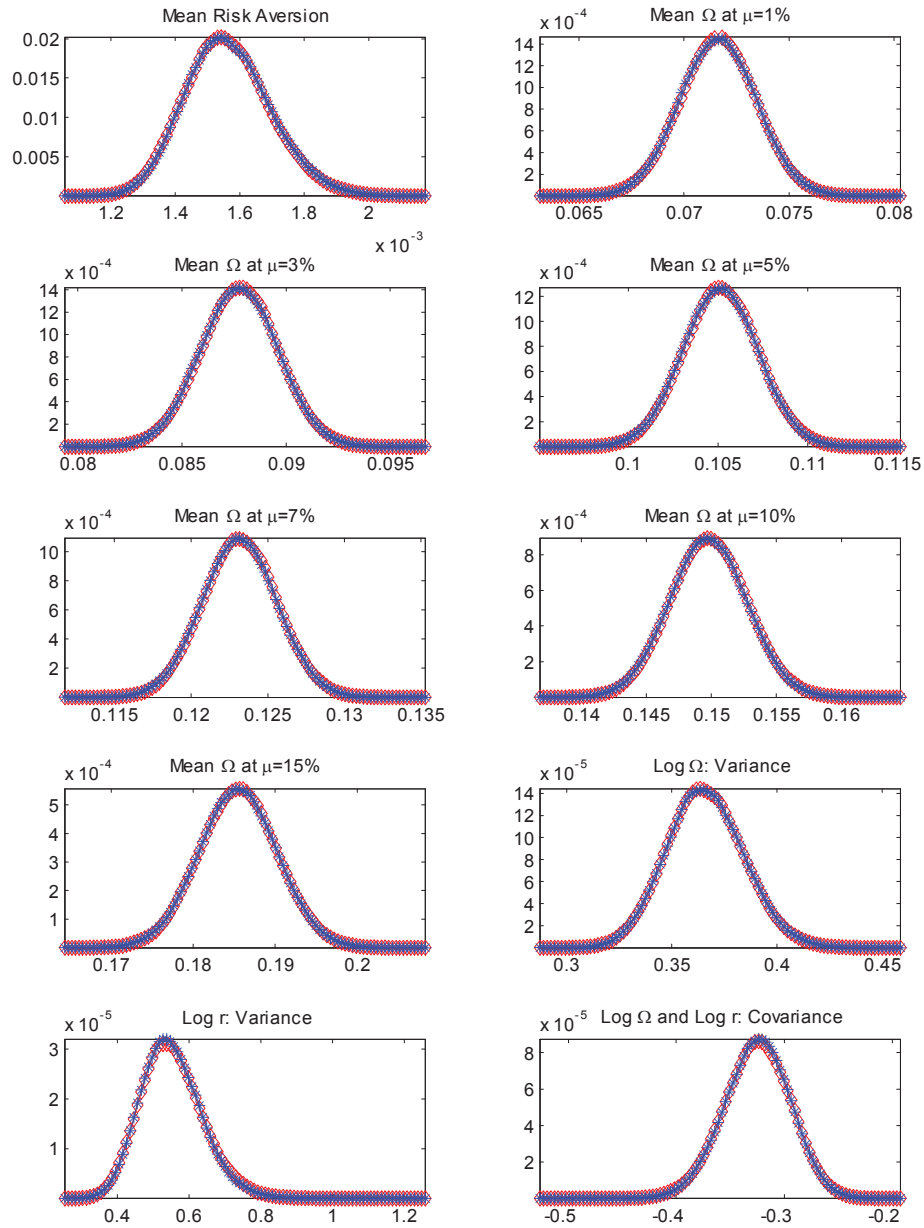 Mean Risk Aversion
0.02
0.015
0.01
0.005
1.2 1.4 1.6 1.8 2
x 10-3
Mean Ω at μ=1%
x 10-4
14
12
10
8
6
4
2
0.065 0.07 0.075 0.08
Mean Ω at μ=3%
x 10-4
14
12
10
8
6
4
2
0.08 0.085 0.09 0.095
Mean Ω at μ=5%
x 10-4
12
10
8
6
4
2
0.1 0.105 0.11 0.115
Mean Ω at μ=7%
x 10-4
10
8
6
4
2
0.115 0.12 0.125 0.13 0.135
Mean Ω at μ=10%
x 10-4
8
6
4
2
0.14 0.145 0.15 0.155 0.16
Mean Ω at μ=15%
x 10-4
5
4
3
2
1
0.17 0.18 0.19 0.2
Log Ω: Variance
x 10-5
14
12
10
8
6
4
2
0.3 0.35 0.4 0.45
Log r: Variance
x 10-5
3
2
1
0.4 0.6 0.8 1 1.2
Log Ω and Log r: Covariance
x 10-5
8
6
4
2
-0.5 -0.4 -0.3 -0.2